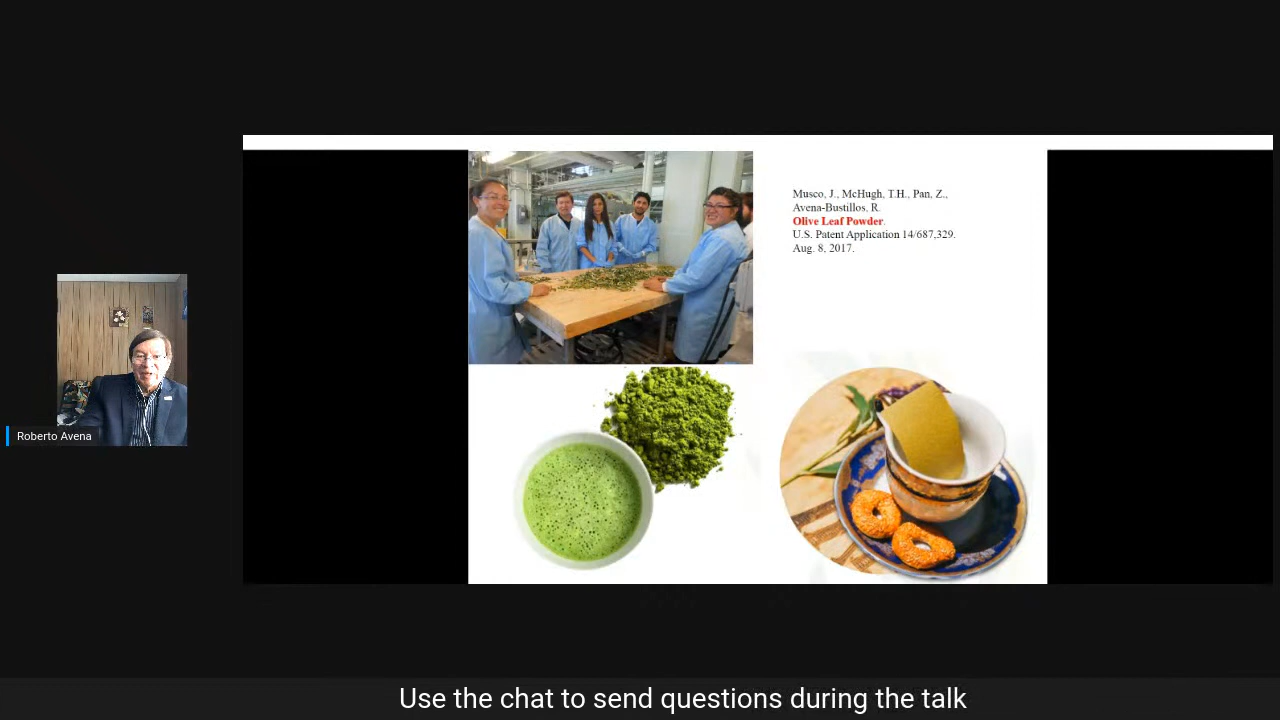 Musco, J., McHugh, T.H., Pan, Z.,
Avena-Bustillos, R.
Olive Leaf Powder.
U.S. Patent Application 14/687,329.
Aug. 8, 2017.
Roberto Avena
Use the chat to send questions during the talk